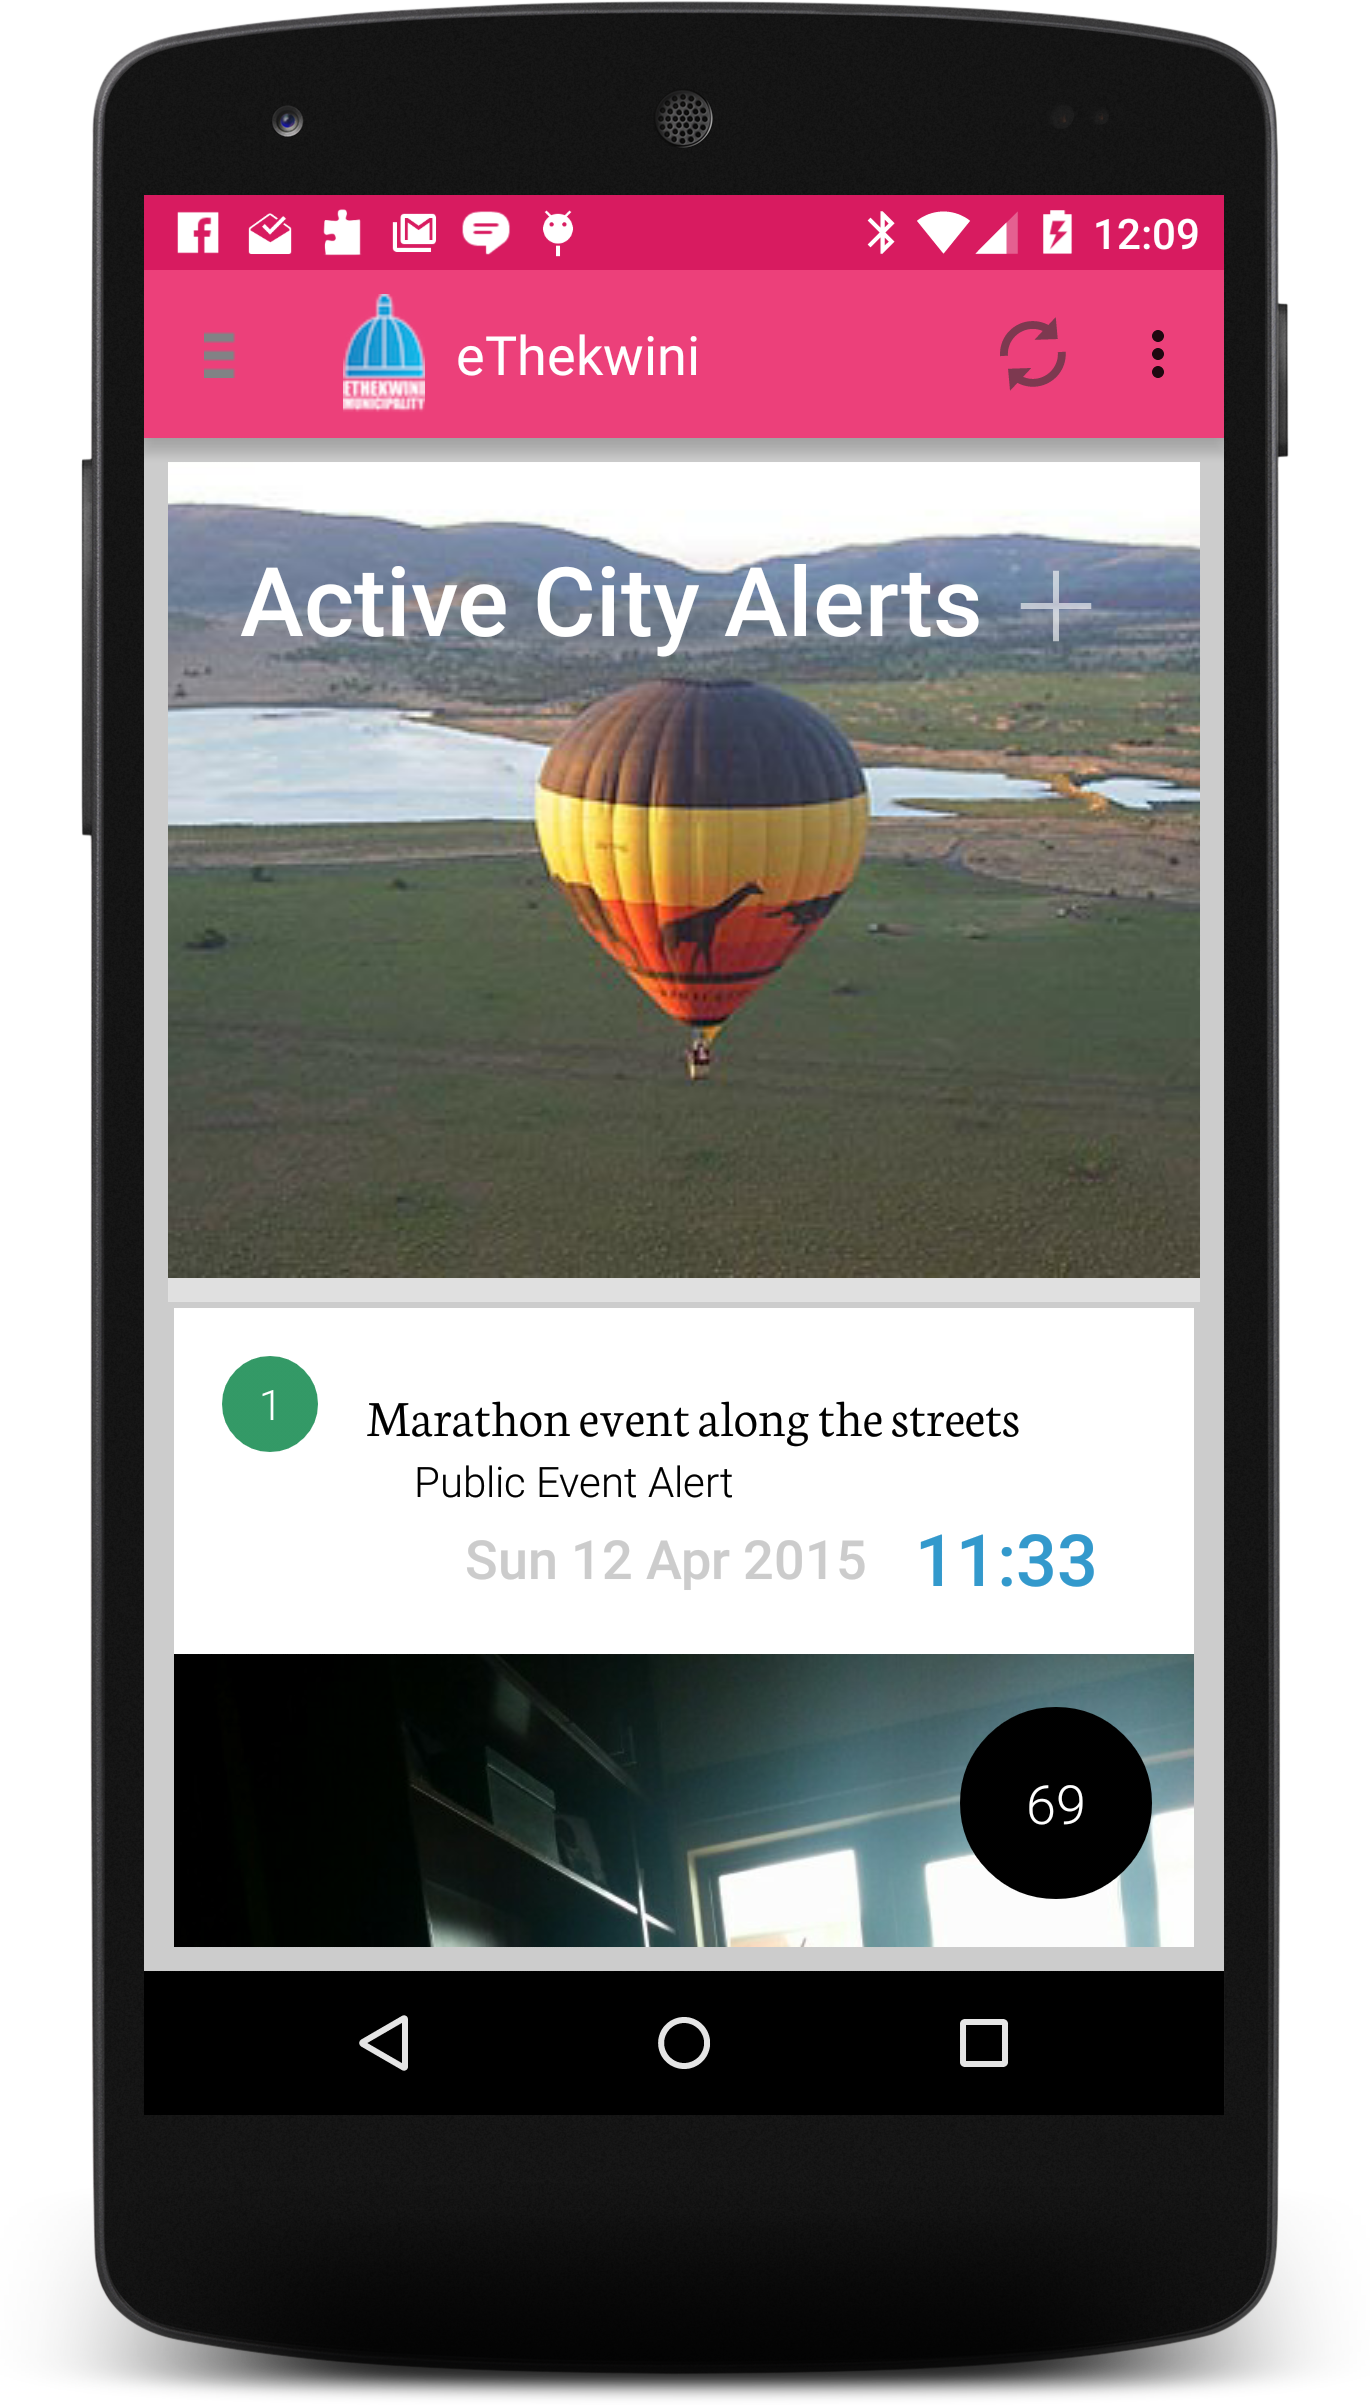 12:09
ETHEKWINI
MUNICIPALITY
eThekwini
Active City Alerts
1
Marathon event along the streets
Public Event Alert
Sun 12 Apr 2015 11:33
69